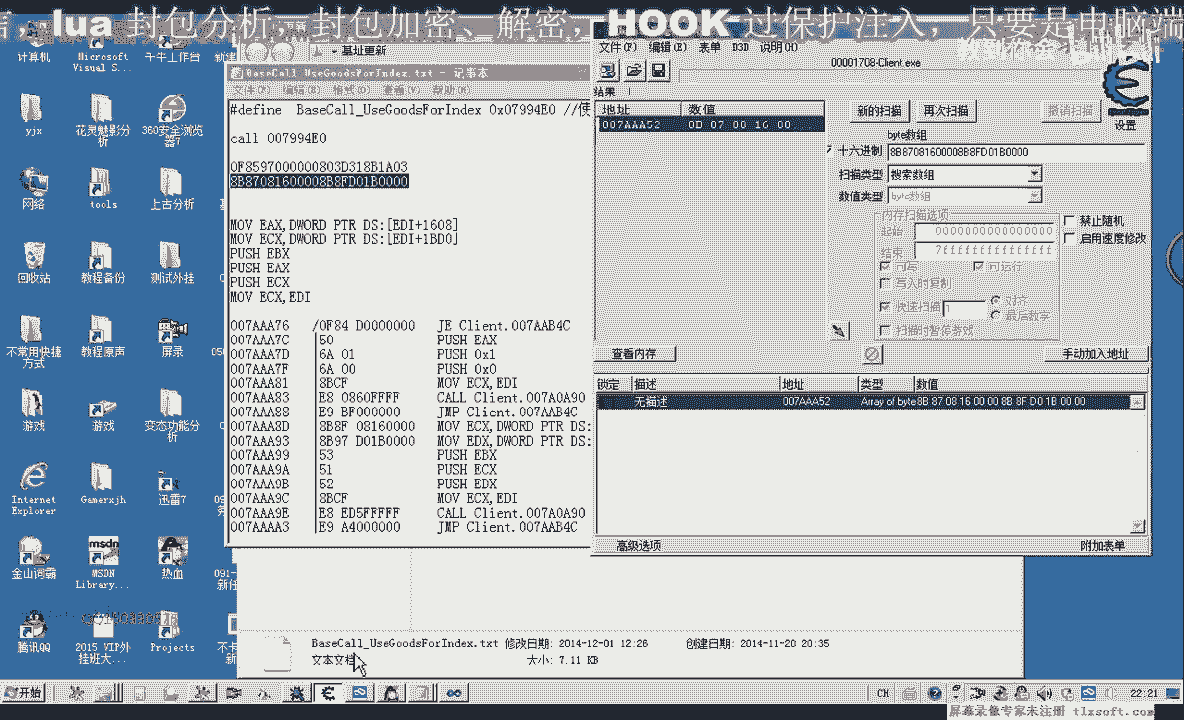 lua 封包分析，封包加密、解密，HOOK 过保护注入，只要是电脑端
计算机
Microsoft Visual S...
千牛工作台
yjx
花灵魅影分析
360安全浏览器7
网络
tools
上古分析
回收站
教程备份
测试外挂
不常用快捷方式
教程原声
屏录
游戏
游戏
变态功能分析
Internet Explorer
Gamerxjh
迅雷7
金山词霸
MSDN Library...
热血
腾讯QQ
2015 VIP外挂班大...
Projects
基址更新
BaseCall_UseGoodsForIndex.txt - 记事本
#define  BaseCall_UseGoodsForIndex 0x07994E0 //使
call 007994E0
0F8597000000803D318B1A03
8B87081600008B8FD01B0000
MOV EAX,DWORD PTR DS:[EDI+1608]
MOV ECX,DWORD PTR DS:[EDI+1BD0]
PUSH EBX
PUSH EAX
PUSH ECX
MOV ECX,EDI
007AAA76   /0F84 D0000000   JE Client.007AAB4C
007AAA7C   |50              PUSH EAX
007AAA7D   |6A 01           PUSH 0x1
007AAA7F   |6A 00           PUSH 0x0
007AAA81   |8BCF            MOV ECX,EDI
007AAA83   |E8 0860FFFF     CALL Client.007A0A90
007AAA88   |E9 BF000000     JMP Client.007AAB4C
007AAA8D   |8B8F 08160000   MOV ECX,DWORD PTR DS:
007AAA93   |8B97 D01B0000   MOV EDX,DWORD PTR DS:
007AAA99   |53              PUSH EBX
007AAA9A   |51              PUSH ECX
007AAA9B   |52              PUSH EDX
007AAA9C   |8BCF            MOV ECX,EDI
007AAA9E   |E8 ED5FFFFF     CALL Client.007A0A90
007AAAA3   |E9 A4000000     JMP Client.007AAB4C
文件(F) 编辑(E) 表单 D3D 说明(H)
00001708-Client.exe
结果
地址 数值
007AAA52 0D 07 00 16 00
新的扫描 再次扫描 撤消扫描
设置
byte数组
十六进制 8B87081600008B8FD01B0000
扫描类型 搜索数组
数值类型 byte数组
内存扫描选项
起始 0000000000000000
结束 7fffffffffffffff
可写 可运行
写入时复制
快速扫描 1 对齐
最后数字
扫描时暂停游戏
禁止随机
启用速度修改
查看内存 手动加入地址
锁定 描述 地址 类型 数值
无描述 007AAA52 Array of byte 8B 87 08 16 00 00 8B 8F D0 1B 00 00
高级选项 附加表单
BaseCall_UseGoodsForIndex.txt 修改日期: 2014-12-01 12:26 创建日期: 2014-11-20 20:35
文本文档 大小: 7.11 KB
开始 CH 22:21
屏幕录像专家未注册 tlxsoft.com